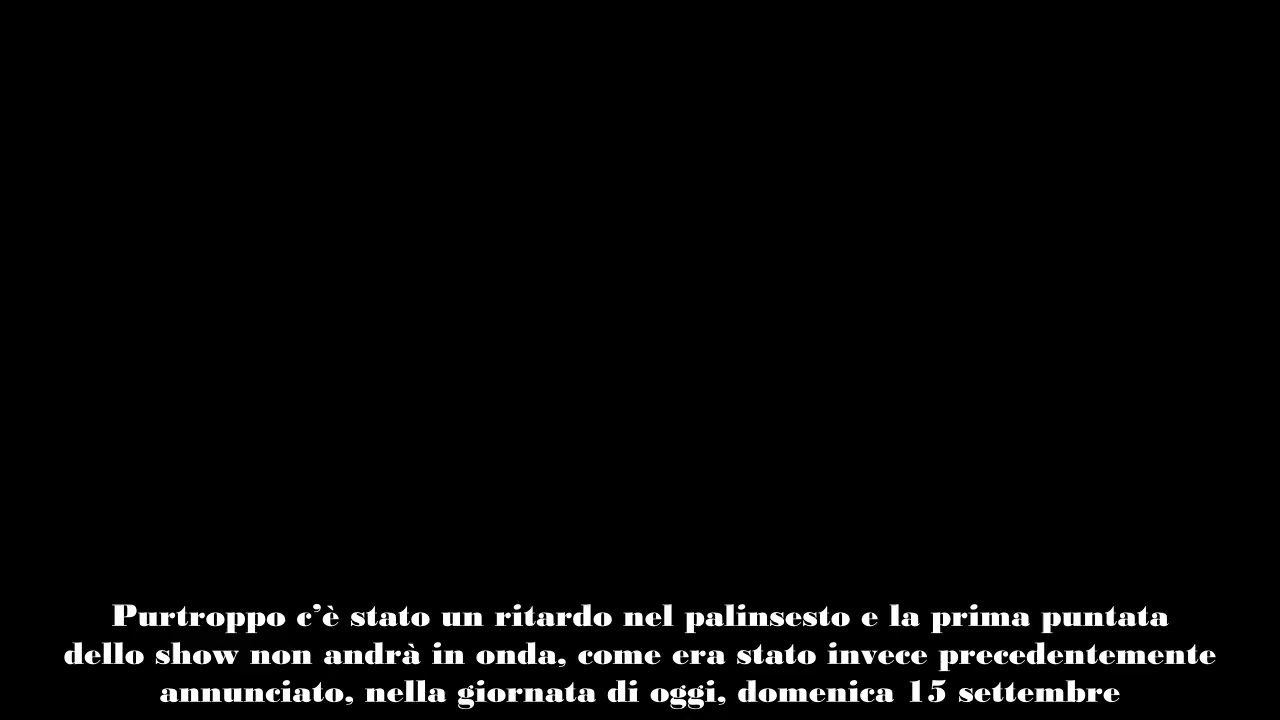 Purtroppo c’è stato un ritardo nel palinsesto e la prima puntata
dello show non andrà in onda, come era stato invece precedentemente
annunciato, nella giornata di oggi, domenica 15 settembre